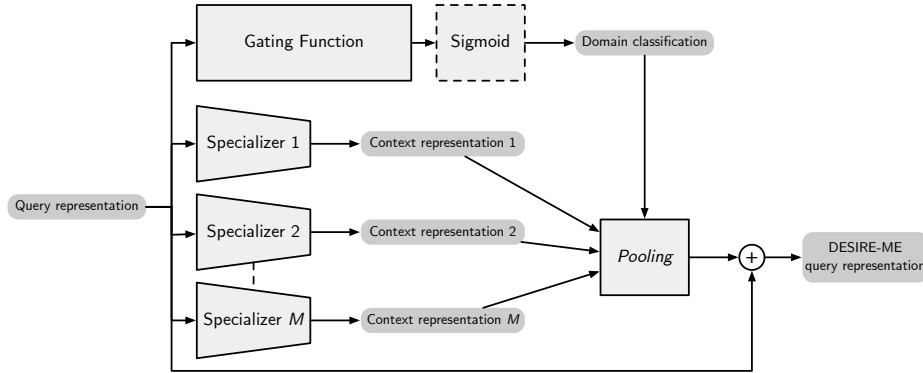 Gating Function
Sigmoid
Domain classification
Specializer 1
Context representation 1
Query representation
Specializer 2
Context representation 2
Pooling
+
DESIRE-ME
query representation
Specializer M
Context representation M